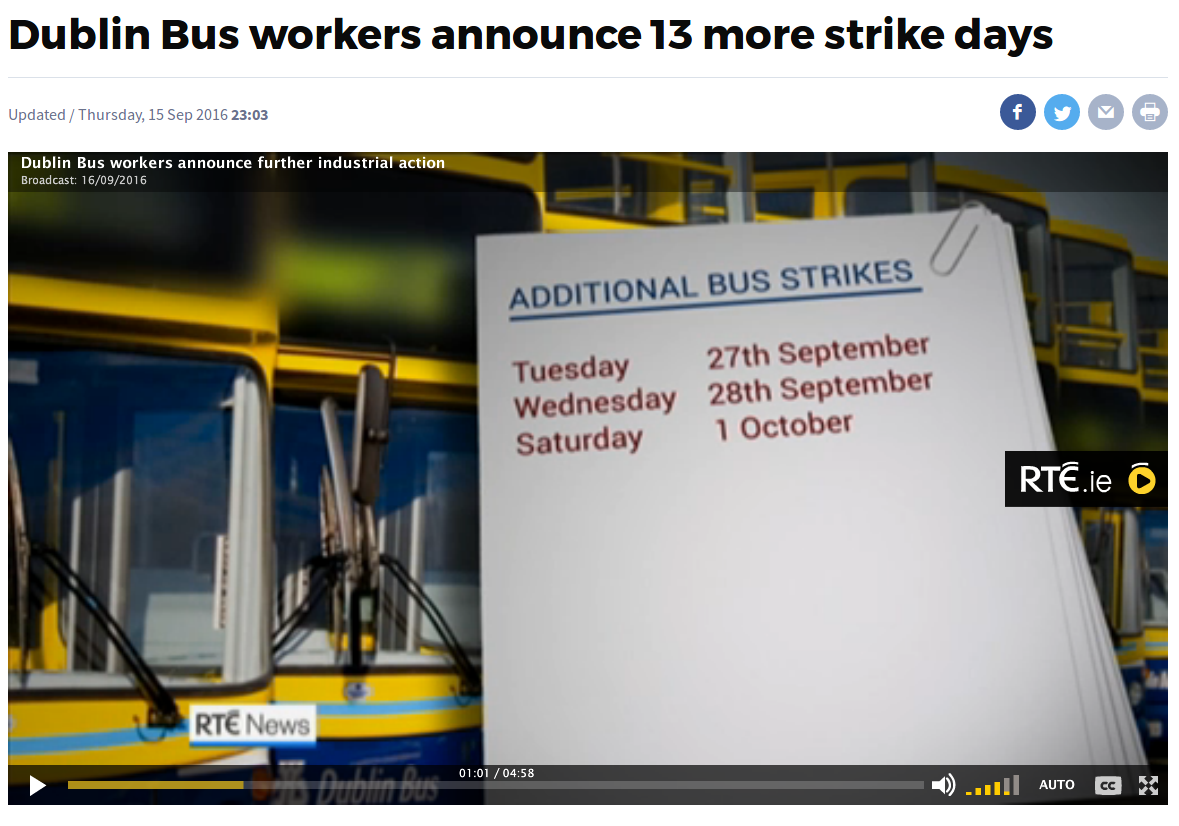 Dublin Bus workers announce 13 more strike days
Updated / Thursday, 15 Sep 2016 23:03
f
Dublin Bus workers announce further industrial action
Broadcast: 16/09/2016
ADDITIONAL BUS STRIKES
Tuesday 27th September
Wednesday 28th September
Saturday 1 October
RTÉ.ie
RTÉ News
Dublin Bus
01:01 / 04:58
AUTO
CC